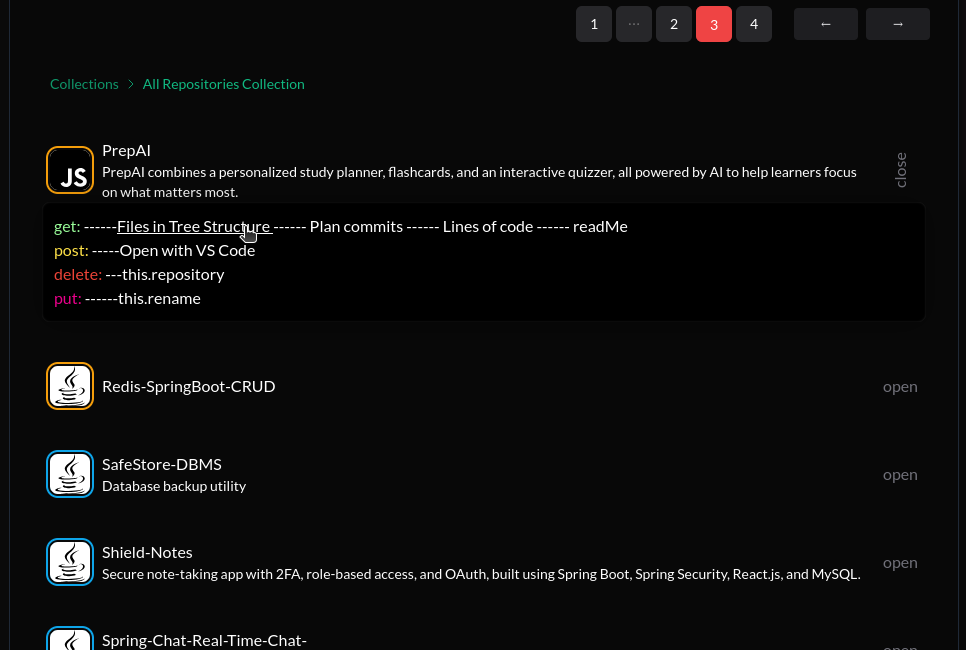 1 ... 2 3 4 ← →
Collections > All Repositories Collection
JS
PrepAI
PrepAI combines a personalized study planner, flashcards, and an interactive quizzer, all powered by AI to help learners focus
on what matters most.
close
get: ------Files in Tree Structure ------ Plan commits ------ Lines of code ------ readMe
post: -----Open with VS Code
delete: ---this.repository
put: ------this.rename
Redis-SpringBoot-CRUD
open
SafeStore-DBMS
Database backup utility
open
Shield-Notes
Secure note-taking app with 2FA, role-based access, and OAuth, built using Spring Boot, Spring Security, React.js, and MySQL.
open
Spring-Chat-Real-Time-Chat-